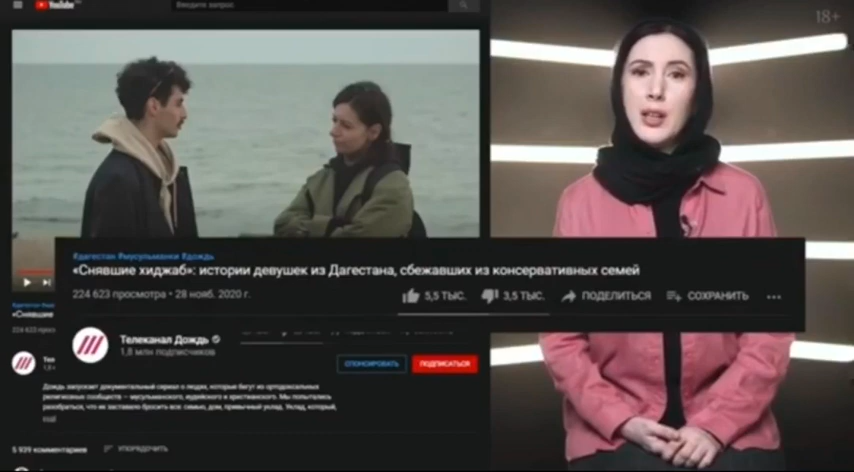 YouTube
Введите запрос
18+
#дагестан #мусульманки #дождь
«Снявшие хиджаб»: истории девушек из Дагестана, сбежавших из консервативных семей
224 623 просмотра • 28 нояб. 2020 г.
5,5 ТЫС.
3,5 ТЫС.
ПОДЕЛИТЬСЯ
СОХРАНИТЬ
Телеканал Дождь
1,8 млн подписчиков
СПОНСИРОВАТЬ
ПОДПИСАТЬСЯ
Дождь запускает документальный сериал о людях, которые бегут из ортодоксальных
религиозных сообществ – мусульманского, иудейского и христианского. Мы попытались
разобраться, что их заставило бросить все: семью, дом, привычный уклад. Уклад, который,
5 939 комментариев
УПОРЯДОЧИТЬ